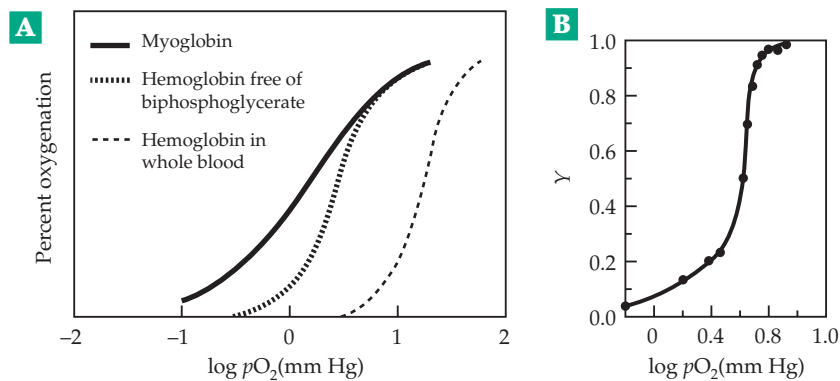 A
Myoglobin
Hemoglobin free of
biphosphoglycerate
Hemoglobin in
whole blood
Percent oxygenation
−2 −1 0 1 2
log pO₂(mm Hg)
B
1.0
0.8
0.6
0.4
0.2
0.0
Y
0 0.4 0.8 1.0
log pO₂(mm Hg)